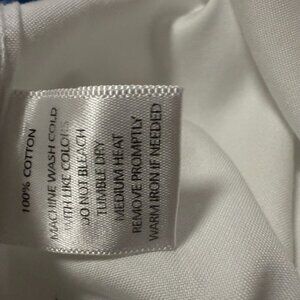 100% COTTON
MACHINE WASH COLD
WITH LIKE COLORS
DO NOT BLEACH
TUMBLE DRY
MEDIUM HEAT
REMOVE PROMPTLY
WARM IRON IF NEEDED